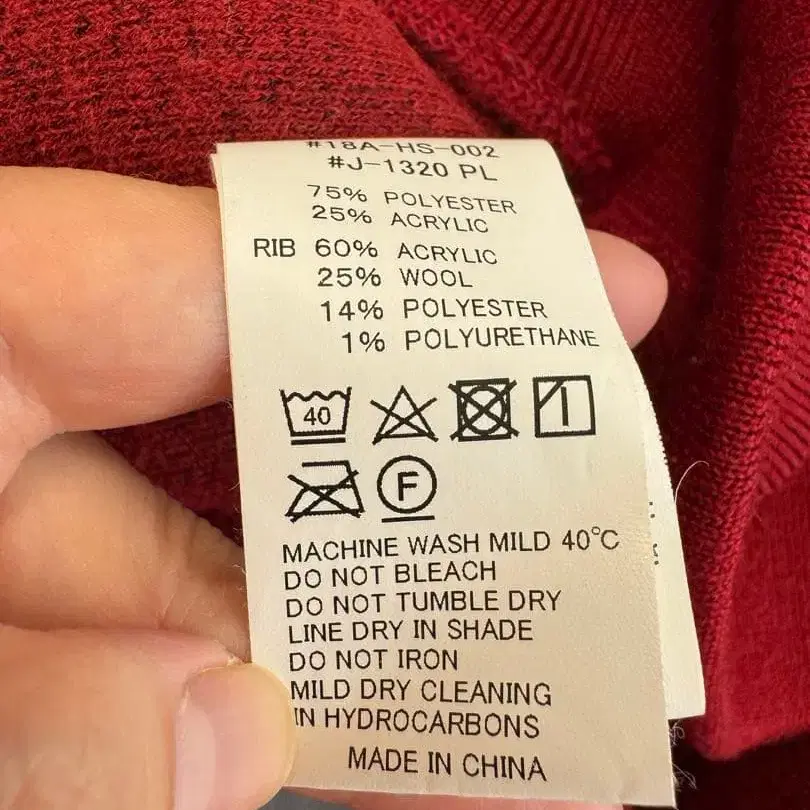 #18A-HS-002
#J-1320 PL
75% POLYESTER
25% ACRYLIC
RIB 60% ACRYLIC
25% WOOL
14% POLYESTER
1% POLYURETHANE
40
F
MACHINE WASH MILD 40℃
DO NOT BLEACH
DO NOT TUMBLE DRY
LINE DRY IN SHADE
DO NOT IRON
MILD DRY CLEANING
IN HYDROCARBONS
MADE IN CHINA